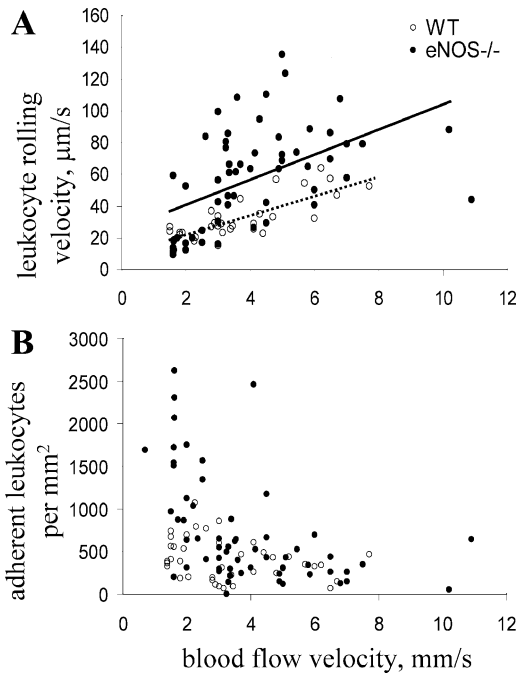 A
WT
eNOS-/-
leukocyte rolling
velocity, µm/s
160
140
120
100
80
60
40
20
0
0 2 4 6 8 10 12
B
adherent leukocytes
per mm²
3000
2500
2000
1500
1000
500
0
0 2 4 6 8 10 12
blood flow velocity, mm/s